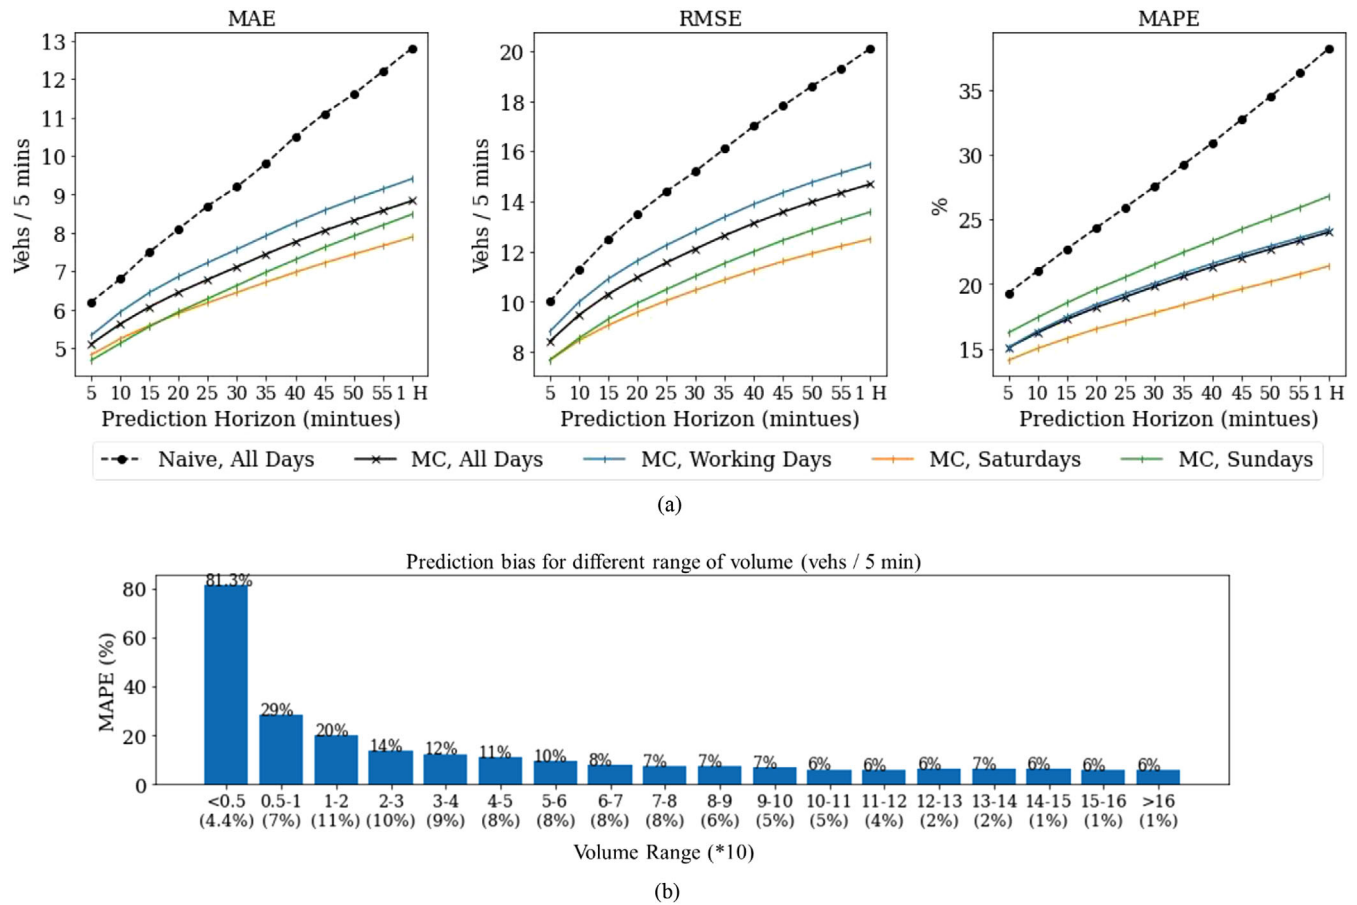 MAE
RMSE
MAPE
13
12
11
10
9
8
7
6
5
Vehs / 5 mins
5 10 15 20 25 30 35 40 45 50 55 1 H
Prediction Horizon (mintues)
20
18
16
14
12
10
8
Vehs / 5 mins
5 10 15 20 25 30 35 40 45 50 55 1 H
Prediction Horizon (mintues)
35
30
25
20
15
%
5 10 15 20 25 30 35 40 45 50 55 1 H
Prediction Horizon (mintues)
Naive, All Days MC, All Days MC, Working Days MC, Saturdays MC, Sundays
(a)
Prediction bias for different range of volume (vehs / 5 min)
80
60
40
20
0
MAPE (%)
81.3% 29% 20% 14% 12% 11% 10% 8% 7% 7% 7% 6% 6% 6% 7% 6% 6% 6%
<0.5 0.5-1 1-2 2-3 3-4 4-5 5-6 6-7 7-8 8-9 9-10 10-11 11-12 12-13 13-14 14-15 15-16 >16
(4.4%) (7%) (11%) (10%) (9%) (8%) (8%) (8%) (8%) (6%) (5%) (5%) (4%) (2%) (2%) (1%) (1%) (1%)
Volume Range (*10)
(b)